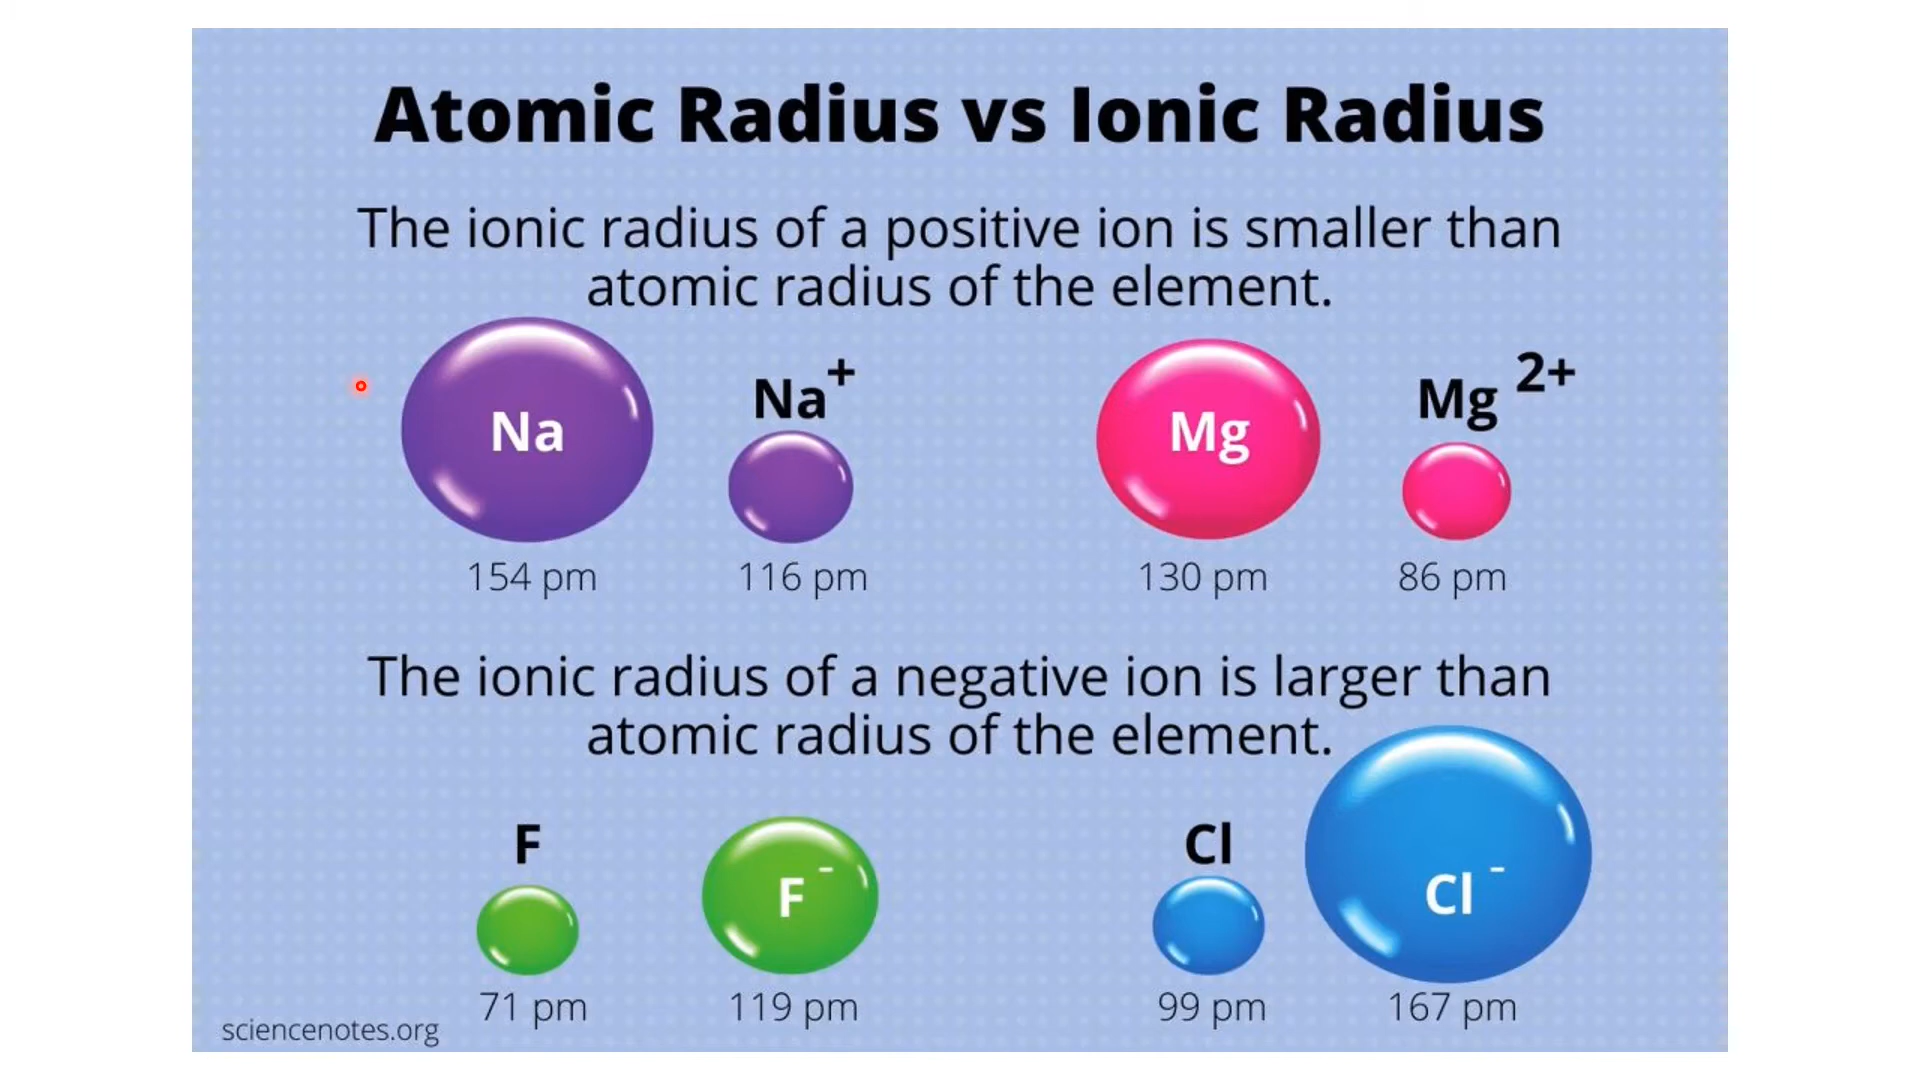 Atomic Radius vs Ionic Radius
The ionic radius of a positive ion is smaller than
atomic radius of the element.
Na
Na⁺
Mg
Mg ²⁺
154 pm
116 pm
130 pm
86 pm
The ionic radius of a negative ion is larger than
atomic radius of the element.
F
F ⁻
Cl
Cl ⁻
71 pm
119 pm
99 pm
167 pm
sciencenotes.org